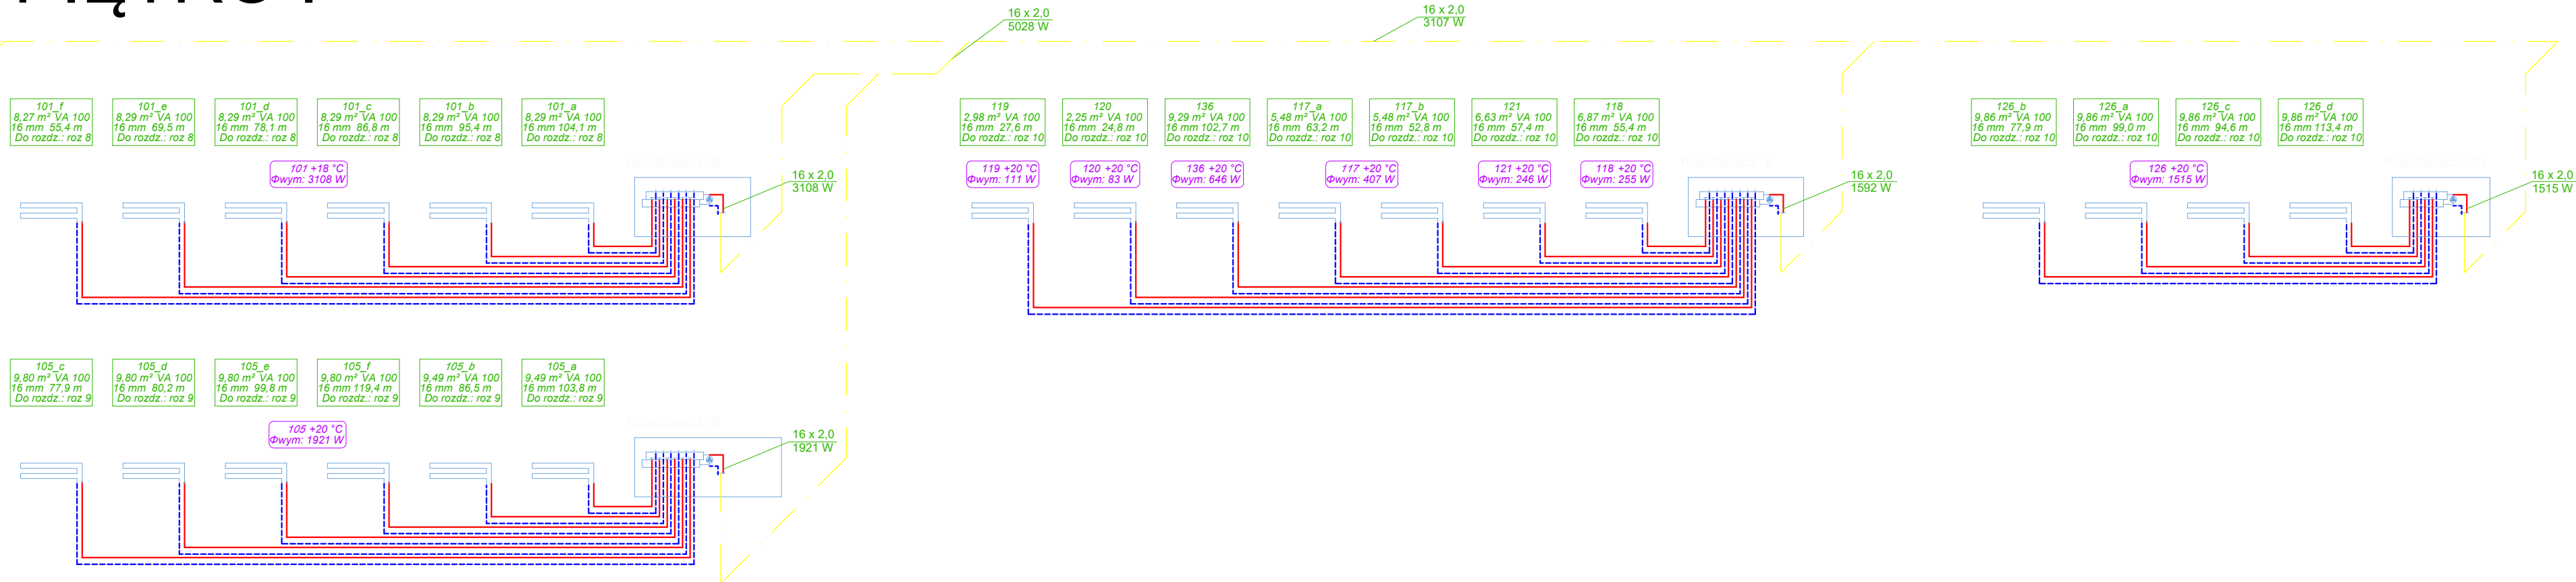 16 x 2,0
5028 W
16 x 2,0
3107 W
101_f
8,27 m² VA 100
16 mm 55,4 m
Do rozdz.: roz 8
101_e
8,29 m² VA 100
16 mm 69,5 m
Do rozdz.: roz 8
101_d
8,29 m² VA 100
16 mm 78,1 m
Do rozdz.: roz 8
101_c
8,29 m² VA 100
16 mm 86,8 m
Do rozdz.: roz 8
101_b
8,29 m² VA 100
16 mm 95,4 m
Do rozdz.: roz 8
101_a
8,29 m² VA 100
16 mm 104,1 m
Do rozdz.: roz 8
101 +18 °C
Φwym: 3108 W
16 x 2,0
3108 W
119
2,98 m² VA 100
16 mm 27,6 m
Do rozdz.: roz 10
120
2,25 m² VA 100
16 mm 24,8 m
Do rozdz.: roz 10
136
9,29 m² VA 100
16 mm 102,7 m
Do rozdz.: roz 10
117_a
5,48 m² VA 100
16 mm 63,2 m
Do rozdz.: roz 10
117_b
5,48 m² VA 100
16 mm 52,8 m
Do rozdz.: roz 10
121
6,63 m² VA 100
16 mm 57,4 m
Do rozdz.: roz 10
118
6,87 m² VA 100
16 mm 55,4 m
Do rozdz.: roz 10
119 +20 °C
Φwym: 111 W
120 +20 °C
Φwym: 83 W
136 +20 °C
Φwym: 646 W
117 +20 °C
Φwym: 407 W
121 +20 °C
Φwym: 246 W
118 +20 °C
Φwym: 255 W
16 x 2,0
1592 W
126_b
9,86 m² VA 100
16 mm 77,9 m
Do rozdz.: roz 10
126_a
9,86 m² VA 100
16 mm 99,0 m
Do rozdz.: roz 10
126_c
9,86 m² VA 100
16 mm 94,6 m
Do rozdz.: roz 10
126_d
9,86 m² VA 100
16 mm 113,4 m
Do rozdz.: roz 10
126 +20 °C
Φwym: 1515 W
16 x 2,0
1515 W
105_c
9,80 m² VA 100
16 mm 77,9 m
Do rozdz.: roz 9
105_d
9,80 m² VA 100
16 mm 80,2 m
Do rozdz.: roz 9
105_e
9,80 m² VA 100
16 mm 99,8 m
Do rozdz.: roz 9
105_f
9,80 m² VA 100
16 mm 119,4 m
Do rozdz.: roz 9
105_b
9,49 m² VA 100
16 mm 86,5 m
Do rozdz.: roz 9
105_a
9,49 m² VA 100
16 mm 103,8 m
Do rozdz.: roz 9
105 +20 °C
Φwym: 1921 W
16 x 2,0
1921 W